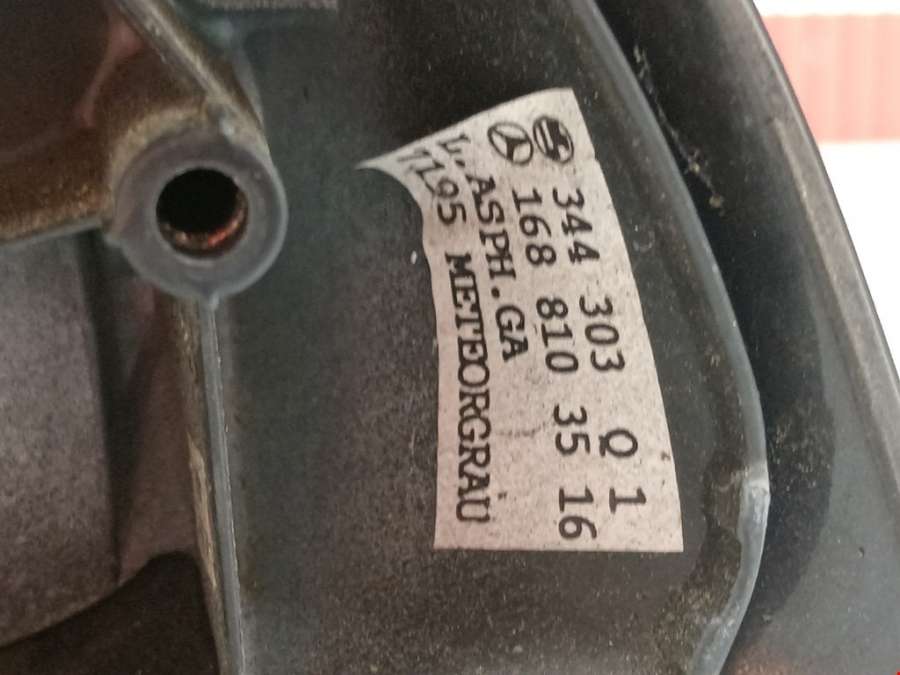 344 303 Q 1
168 810 35 16
L. ASPH.GA
7195 METEORGRAU